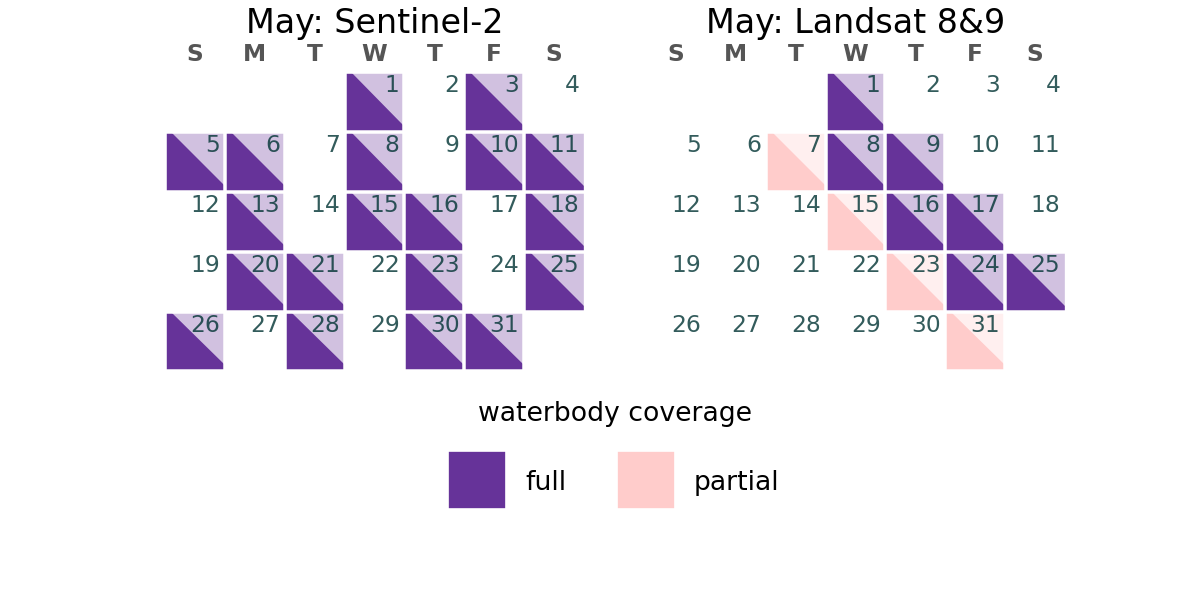 May: Sentinel-2
S M T W T F S
1 2 3 4
5 6 7 8 9 10 11
12 13 14 15 16 17 18
19 20 21 22 23 24 25
26 27 28 29 30 31
May: Landsat 8&9
S M T W T F S
1 2 3 4
5 6 7 8 9 10 11
12 13 14 15 16 17 18
19 20 21 22 23 24 25
26 27 28 29 30 31
waterbody coverage
full partial